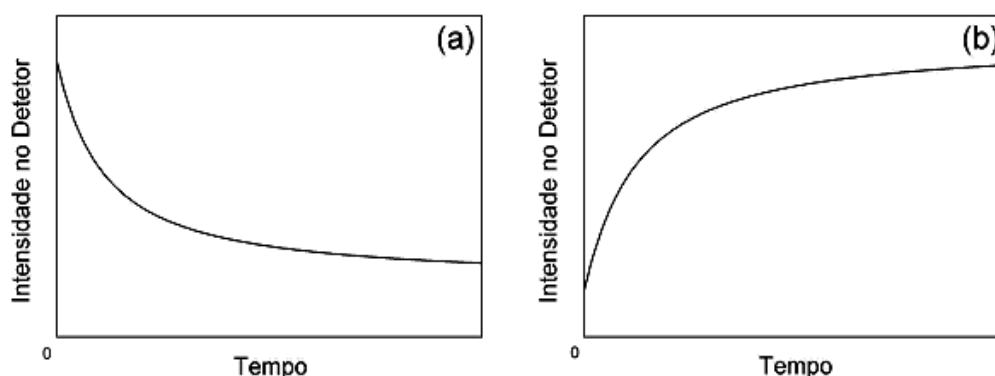 (a)
Intensidade no Detetor
0
Tempo
(b)
Intensidade no Detetor
0
Tempo